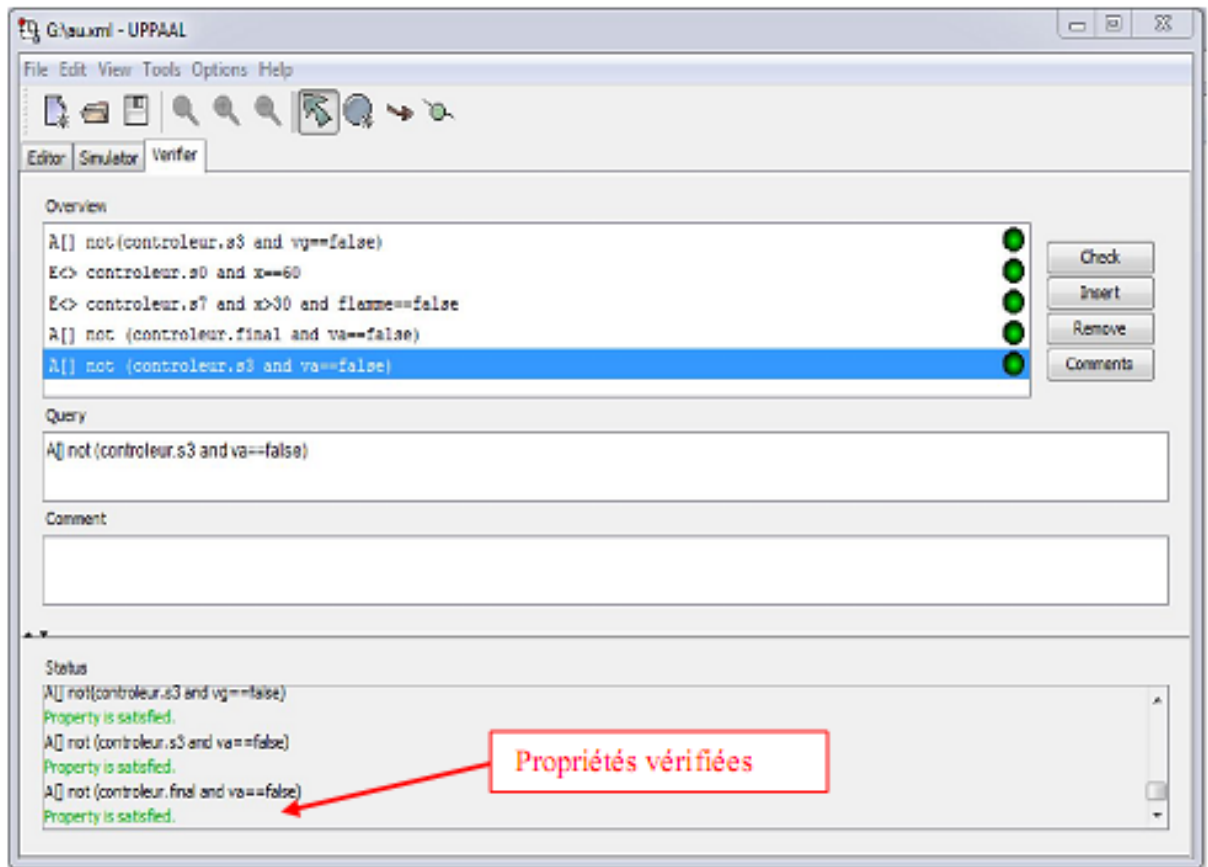 G:\au.xml - UPPAAL
File Edit View Tools Options Help
Editor Simulator Verifier
Overview
A[] not(controleur.s3 and vg==false)
E<> controleur.s0 and x==60
E<> controleur.s7 and x>30 and flamme==false
A[] not (controleur.final and va==false)
A[] not (controleur.s3 and va==false)
Check
Insert
Remove
Comments
Query
A[] not (controleur.s3 and va==false)
Comment
Status
A[] not(controleur.s3 and vg==false)
Property is satisfied.
A[] not (controleur.s3 and va==false)
Property is satisfied.
A[] not (controleur.final and va==false)
Property is satisfied.
Propriétés vérifiées